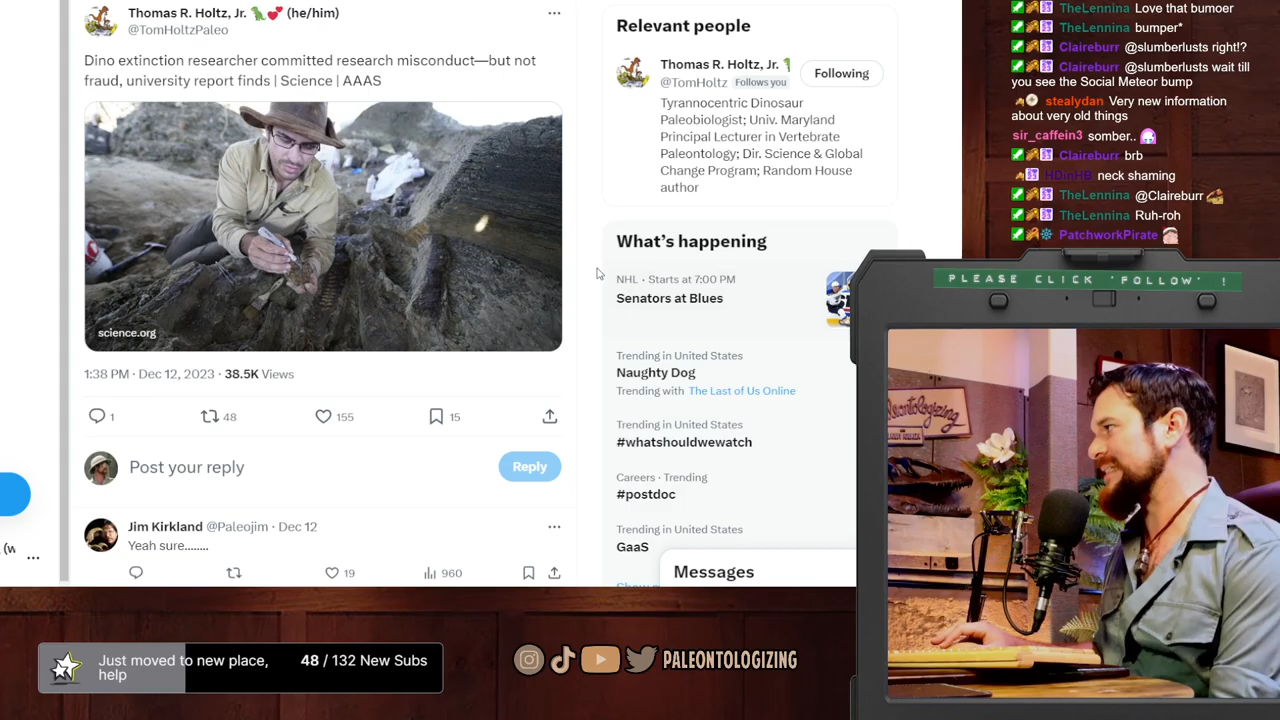 Thomas R. Holtz, Jr. 🦖💕 (he/him)
@TomHoltzPaleo
Dino extinction researcher committed research misconduct—but not
fraud, university report finds | Science | AAAS
science.org
1:38 PM · Dec 12, 2023 · 38.5K Views
1
48
155
15
Post your reply
Reply
Jim Kirkland @Paleojim · Dec 12
Yeah sure........
19
960
(w
Relevant people
Thomas R. Holtz, Jr.
@TomHoltz Follows you
Following
Tyrannocentric Dinosaur
Paleobiologist; Univ. Maryland
Principal Lecturer in Vertebrate
Paleontology; Dir. Science & Global
Change Program; Random House
author
What's happening
NHL · Starts at 7:00 PM
Senators at Blues
Trending in United States
Naughty Dog
Trending with The Last of Us Online
Trending in United States
#whatshouldwewatch
Careers · Trending
#postdoc
Trending in United States
GaaS
Messages
TheLennina Love that bumoer
TheLennina bumper*
Claireburr @slumberlusts right!?
Claireburr @slumberlusts wait till
you see the Social Meteor bump
stealydan Very new information
about very old things
sir_caffein3 somber..
Claireburr brb
HDinHB neck shaming
TheLennina @Claireburr
TheLennina Ruh-roh
PatchworkPirate
PLEASE CLICK 'FOLLOW' !
Just moved to new place,
help
48 / 132 New Subs
PALEONTOLOGIZING